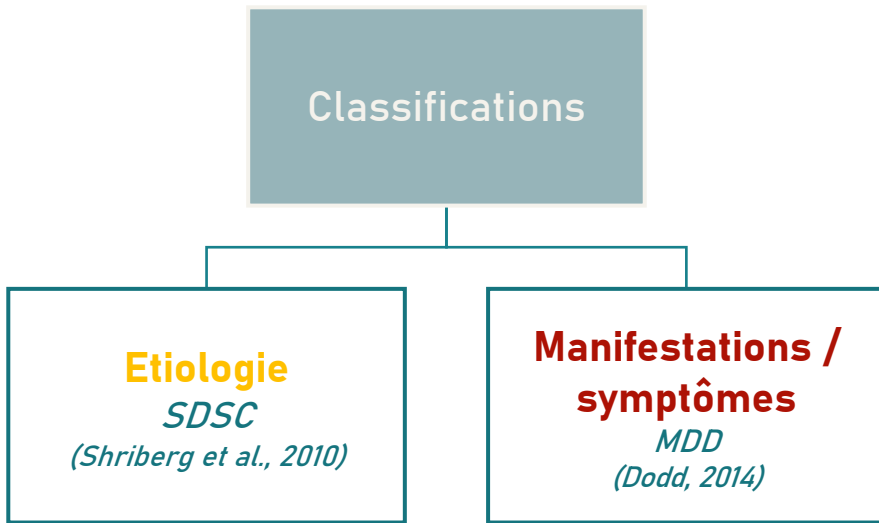 Classifications
Etiologie
SDSC
(Shriberg et al., 2010)
Manifestations /
symptômes
MDD
(Dodd, 2014)